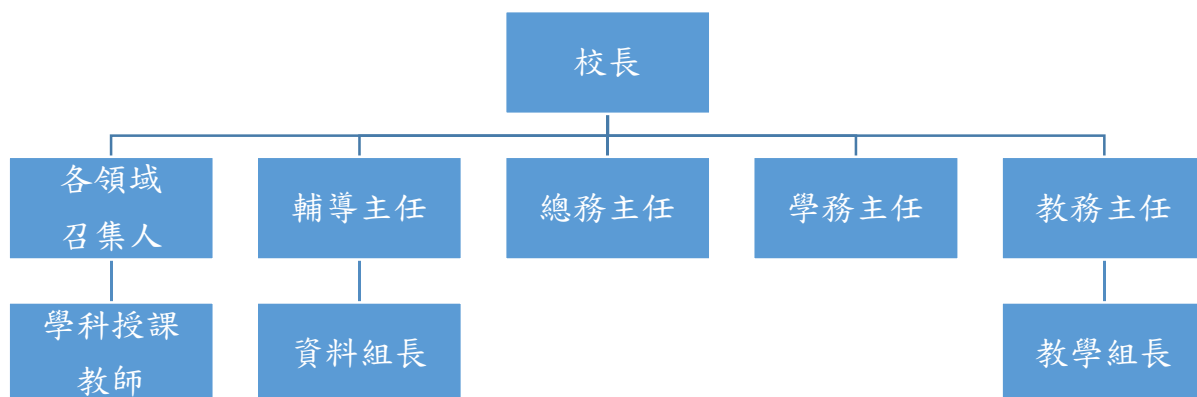 校長
各領域
召集人
輔導主任
總務主任
學務主任
教務主任
學科授課
教師
資料組長
教學組長